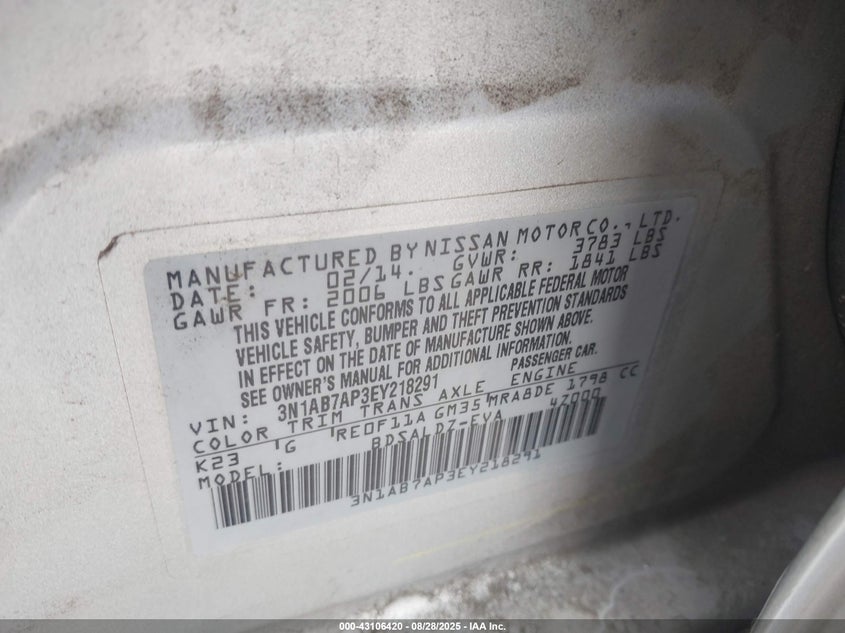 MANUFACTURED BY NISSAN MOTOR CO., LTD.
DATE: 02/14. GVWR: 3783 LBS
GAWR FR: 2006 LBS GAWR RR: 1841 LBS
THIS VEHICLE CONFORMS TO ALL APPLICABLE FEDERAL MOTOR
VEHICLE SAFETY, BUMPER AND THEFT PREVENTION STANDARDS
IN EFFECT ON THE DATE OF MANUFACTURE SHOWN ABOVE.
SEE OWNER'S MANUAL FOR ADDITIONAL INFORMATION.
VIN: 3N1AB7AP3EY218291 PASSENGER CAR.
COLOR TRIM TRANS AXLE ENGINE
K23 G RE0F11A GM35 MRA8DE 1798 CC
MODEL: BDSALDZ-EVA 47000
3N1AB7AP3EY218291
000-43106420 - 08/28/2025 - IAA Inc.